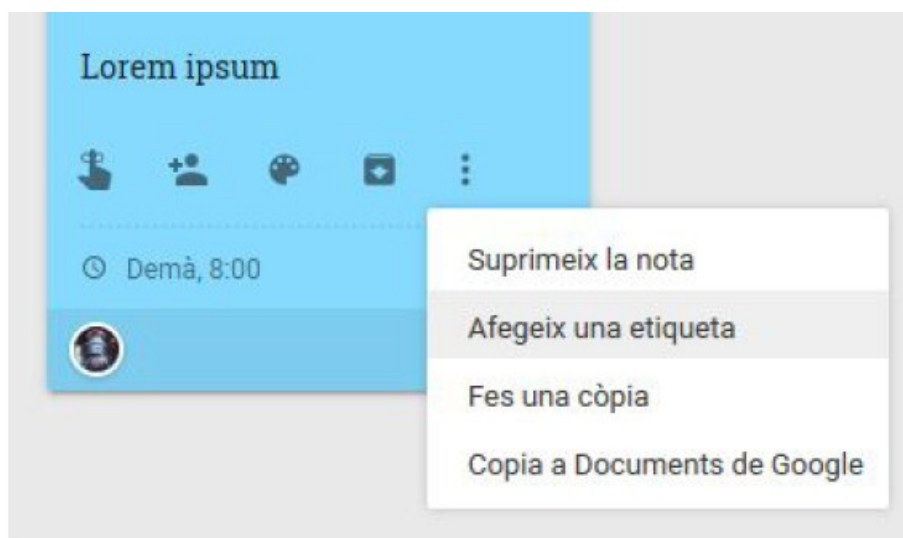 Lorem ipsum
Demà, 8:00
Suprimeix la nota
Afegeix una etiqueta
Fes una còpia
Copia a Documents de Google